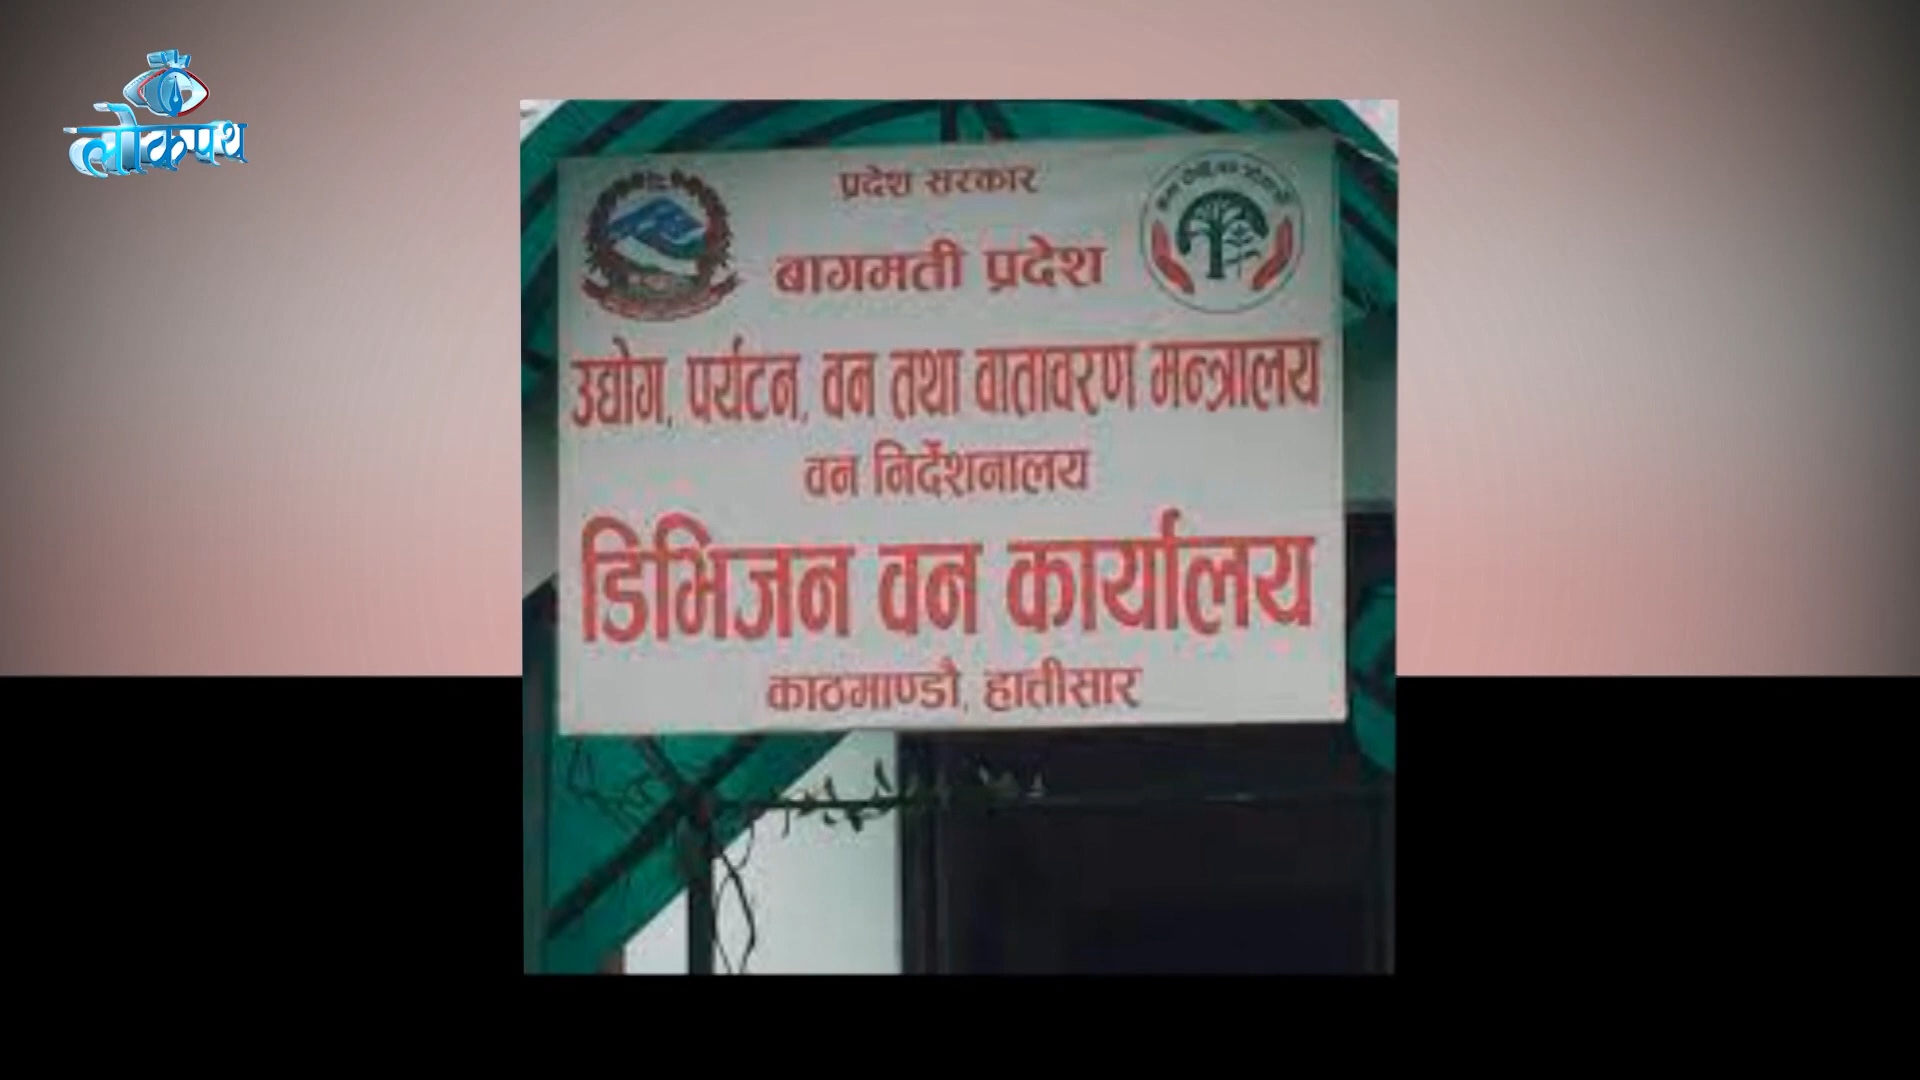 लोकपथ
प्रदेश सरकार
बागमती प्रदेश
उद्योग, पर्यटन, वन तथा वातावरण मन्त्रालय
वन निर्देशनालय
डिभिजन वन कार्यालय
काठमाण्डौ, हात्तीसार